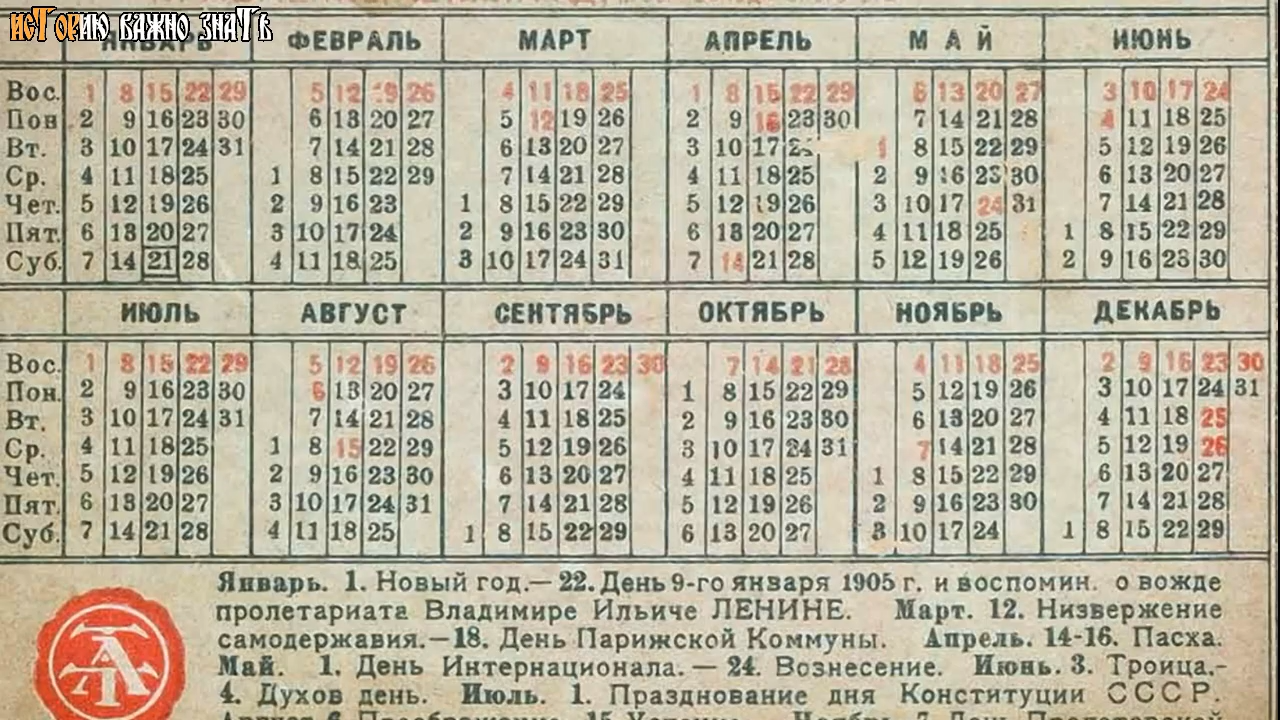 ИСТОРИЮ ВАЖНО ЗНАТЬ
ЯНВАРЬ ФЕВРАЛЬ МАРТ АПРЕЛЬ МАЙ ИЮНЬ
Вос. 1 8 15 22 29 5 12 19 26 4 11 18 25 1 8 15 22 29 6 13 20 27 3 10 17 24
Пон 2 9 16 23 30 6 13 20 27 5 12 19 26 2 9 16 23 30 7 14 21 28 4 11 18 25
Вт. 3 10 17 24 31 7 14 21 28 6 13 20 27 3 10 17 1 8 15 22 29 5 12 19 26
Ср. 4 11 18 25 1 8 15 22 29 7 14 21 28 4 11 18 25 2 9 16 23 30 6 13 20 27
Чет. 5 12 19 26 2 9 16 23 1 8 15 22 29 5 12 19 26 3 10 17 24 31 7 14 21 28
Пят. 6 13 20 27 3 10 17 24 2 9 16 23 30 6 13 20 27 4 11 18 25 1 8 15 22 29
Суб. 7 14 21 28 4 11 18 25 3 10 17 24 31 7 14 21 28 5 12 19 26 2 9 16 23 30
ИЮЛЬ АВГУСТ СЕНТЯБРЬ ОКТЯБРЬ НОЯБРЬ ДЕКАБРЬ
Вос. 1 8 15 22 29 5 12 19 26 2 9 16 23 30 7 14 21 28 4 11 18 25 2 9 16 23 30
Пон. 2 9 16 23 30 6 13 20 27 3 10 17 24 1 8 15 22 29 5 12 19 26 3 10 17 24 31
Вт. 3 10 17 24 31 7 14 21 28 4 11 18 25 2 9 16 23 30 6 13 20 27 4 11 18 25
Ср. 4 11 18 25 1 8 15 22 29 5 12 19 26 3 10 17 24 31 7 14 21 28 5 12 19 26
Чет. 5 12 19 26 2 9 16 23 30 6 13 20 27 4 11 18 25 1 8 15 22 29 6 13 20 27
Пят. 6 13 20 27 3 10 17 24 31 7 14 21 28 5 12 19 26 2 9 16 23 30 7 14 21 28
Суб. 7 14 21 28 4 11 18 25 1 8 15 22 29 6 13 20 27 3 10 17 24 1 8 15 22 29
Январь. 1. Новый год.— 22. День 9-го января 1905 г. и воспомин. о вожде
пролетариата Владимире Ильиче ЛЕНИНЕ. Март. 12. Низвержение
самодержавия.—18. День Парижской Коммуны. Апрель. 14-16. Пасха.
Май. 1. День Интернационала.— 24. Вознесение. Июнь. 3. Троица.-
4. Духов день. Июль. 1. Празднование дня Конституции СССР.